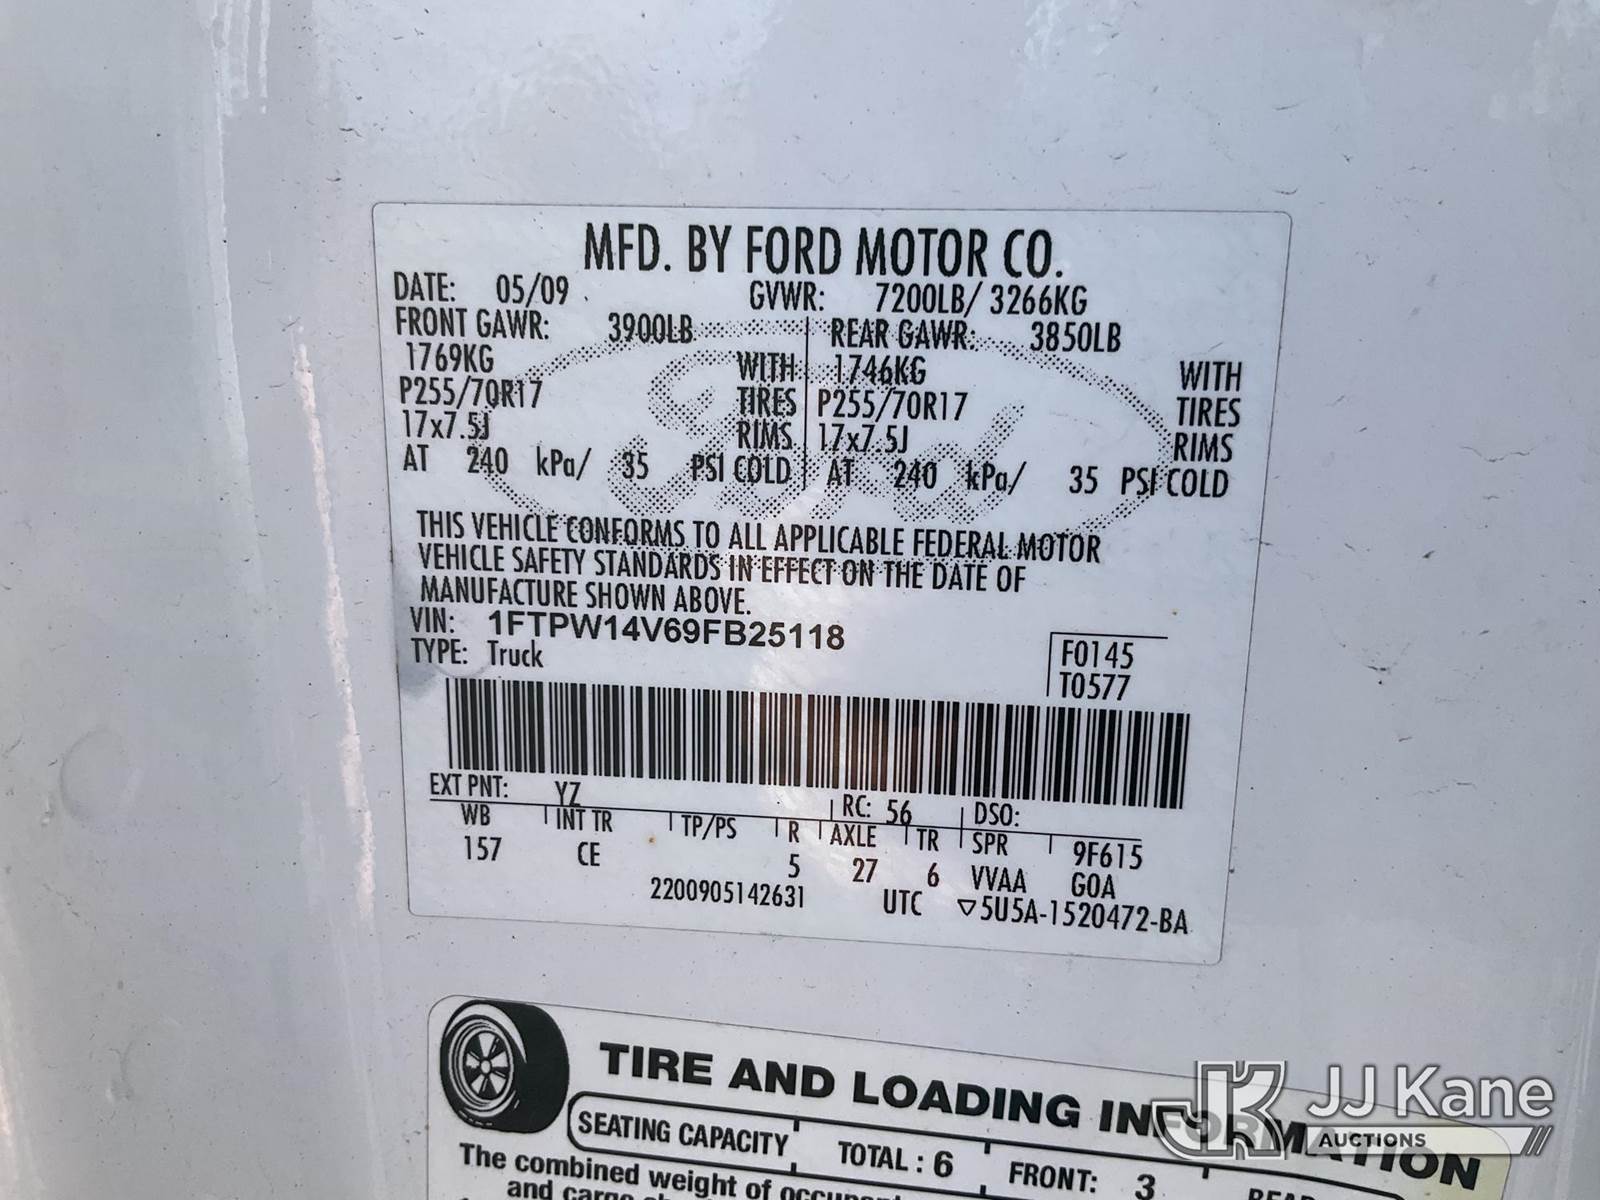 MFD. BY FORD MOTOR CO.
DATE: 05/09 GVWR: 7200LB/ 3266KG
FRONT GAWR: 3900LB REAR GAWR: 3850LB
1769KG WITH 1746KG WITH
P255/70R17 TIRES P255/70R17 TIRES
17x7.5J RIMS 17x7.5J RIMS
AT 240 kPa/ 35 PSI COLD AT 240 kPa/ 35 PSI COLD
Ford
THIS VEHICLE CONFORMS TO ALL APPLICABLE FEDERAL MOTOR
VEHICLE SAFETY STANDARDS IN EFFECT ON THE DATE OF
MANUFACTURE SHOWN ABOVE.
VIN: 1FTPW14V69FB25118
TYPE: Truck
F0145
T0577
EXT PNT: YZ RC: 56 DSO:
WB INT TR TP/PS R AXLE TR SPR 9F615
157 CE 5 27 6 VVAA G0A
2200905142631 UTC ▽5U5A-1520472-BA
TIRE AND LOADING INFORMATION
SEATING CAPACITY TOTAL : 6 FRONT: 3
The combined weight of
and
JK JJ Kane
AUCTIONS